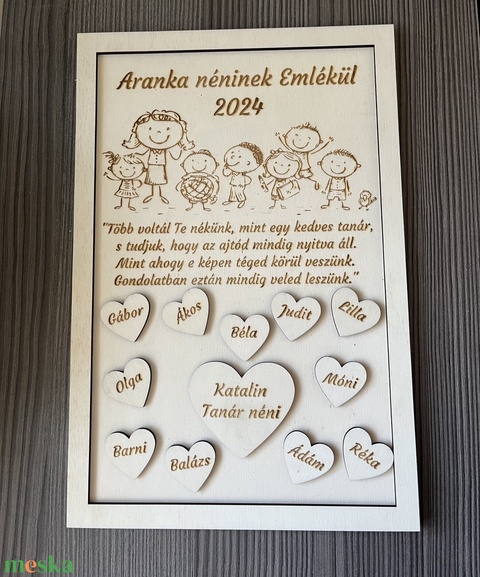 Aranka néninek Emlékül
2024
"Több voltál Te nékünk, mint egy kedves tanár,
s tudjuk, hogy az ajtód mindig nyitva áll.
Mint ahogy e képen téged körül veszünk.
Gondolatban eztán mindig veled leszünk."
Gábor
Ákos
Béla
Judit
Lilla
Olga
Katalin
Tanár néni
Móni
Barni
Balázs
Ádám
Réka
meska